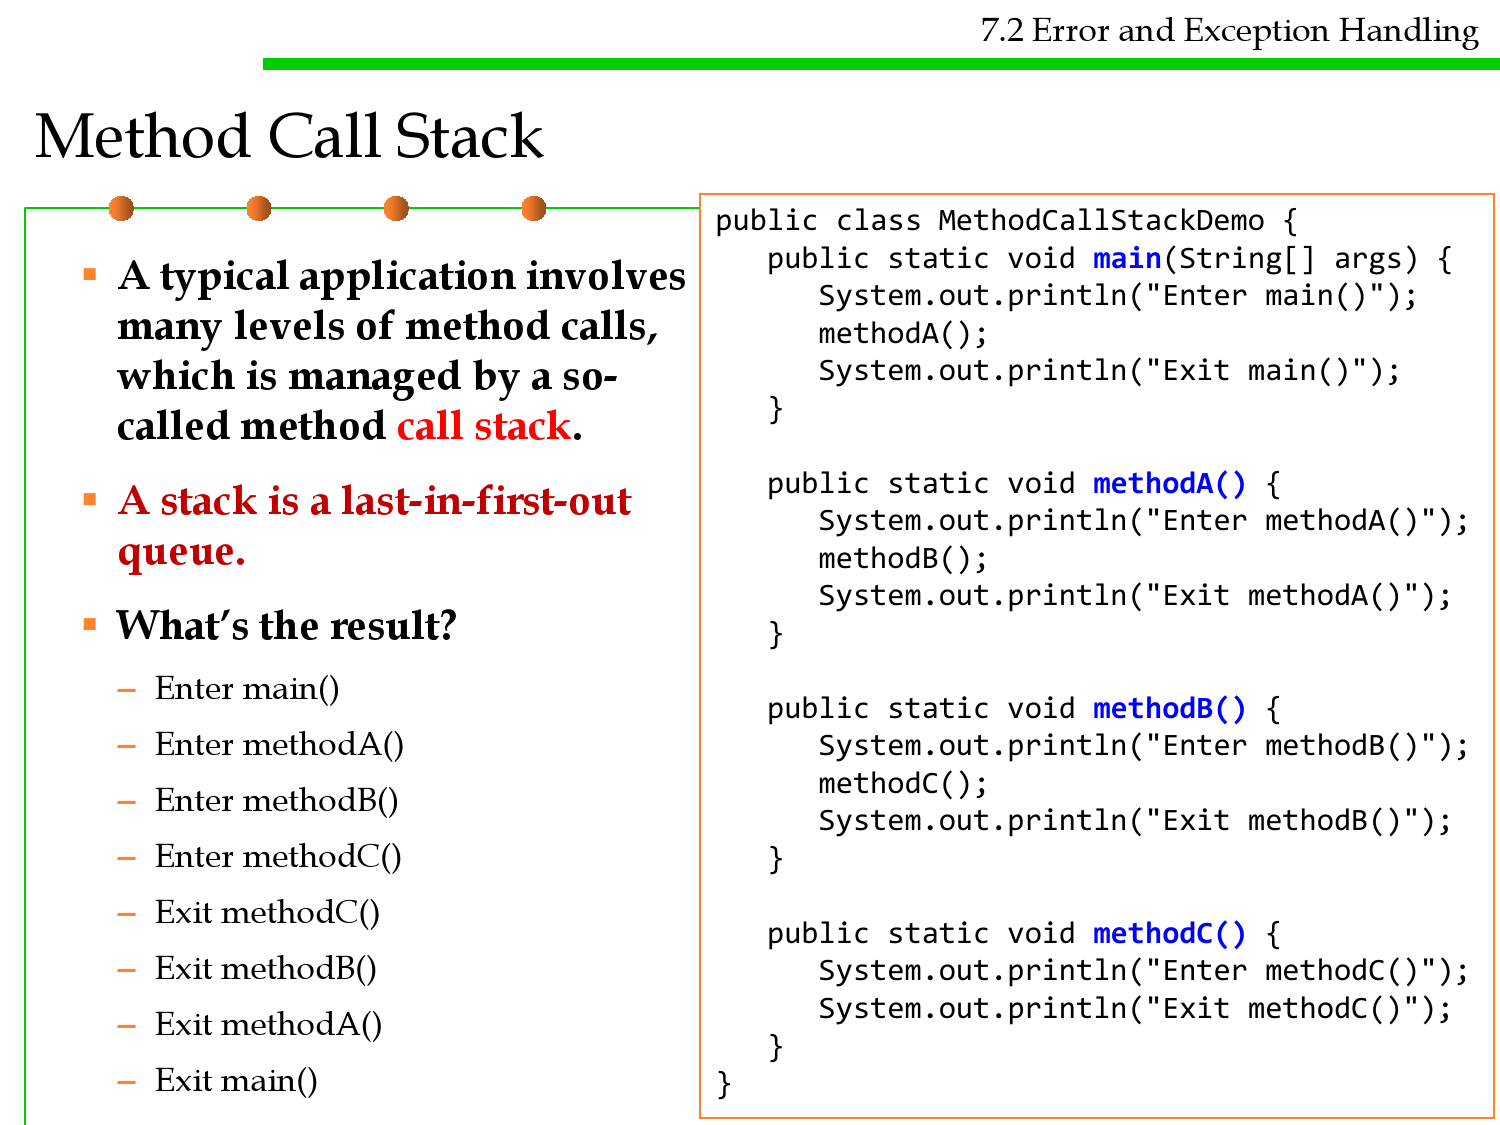 7.2 Error and Exception Handling
Method Call Stack
▪ A typical application involves
many levels of method calls,
which is managed by a so-
called method call stack.
▪ A stack is a last-in-first-out
queue.
▪ What’s the result?
– Enter main()
– Enter methodA()
– Enter methodB()
– Enter methodC()
– Exit methodC()
– Exit methodB()
– Exit methodA()
– Exit main()
public class MethodCallStackDemo {
   public static void main(String[] args) {
      System.out.println("Enter main()");
      methodA();
      System.out.println("Exit main()");
   }
   public static void methodA() {
      System.out.println("Enter methodA()");
      methodB();
      System.out.println("Exit methodA()");
   }
   public static void methodB() {
      System.out.println("Enter methodB()");
      methodC();
      System.out.println("Exit methodB()");
   }
   public static void methodC() {
      System.out.println("Enter methodC()");
      System.out.println("Exit methodC()");
   }
}